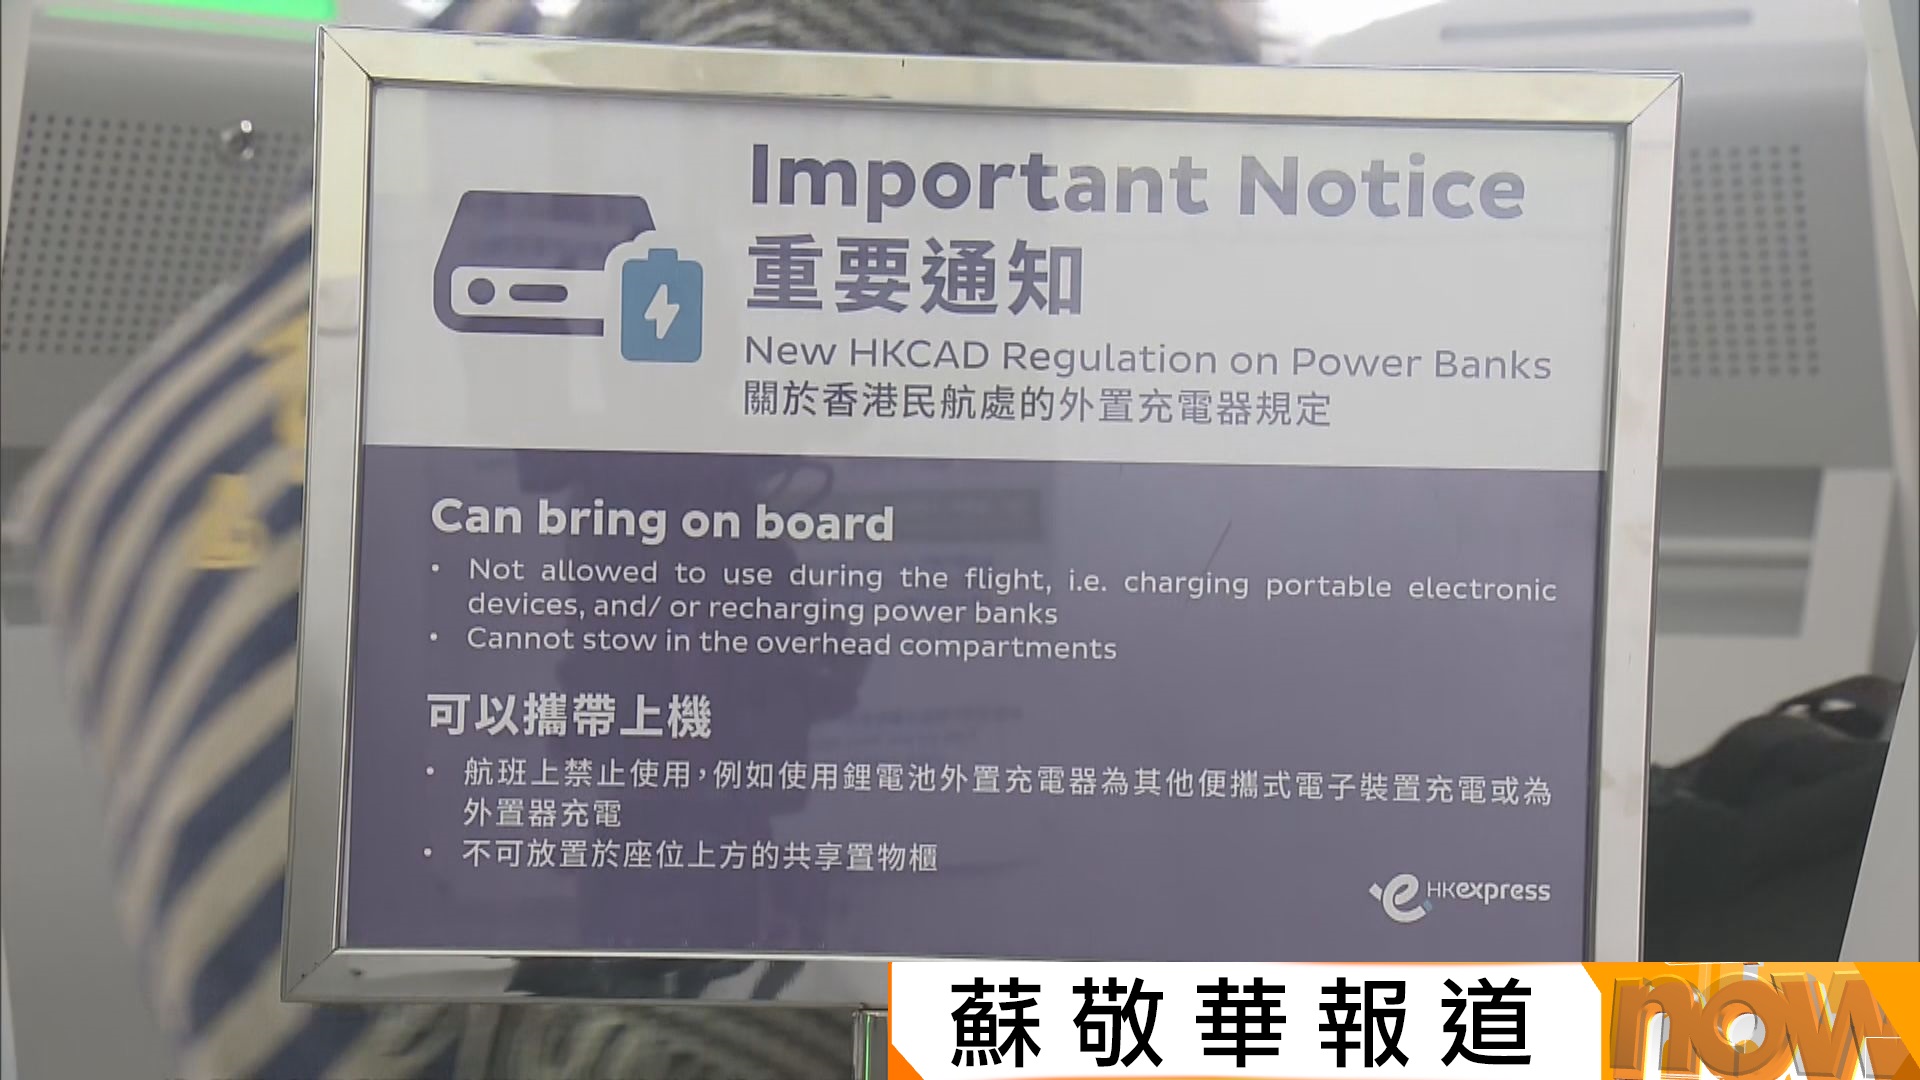 Important Notice
重要通知
New HKCAD Regulation on Power Banks
關於香港民航處的外置充電器規定
Can bring on board
• Not allowed to use during the flight, i.e. charging portable electronic
devices, and/ or recharging power banks
• Cannot stow in the overhead compartments
可以攜帶上機
• 航班上禁止使用，例如使用鋰電池外置充電器為其他便攜式電子裝置充電或為
外置器充電
• 不可放置於座位上方的共享置物櫃
HKexpress
蘇敬華報道
now